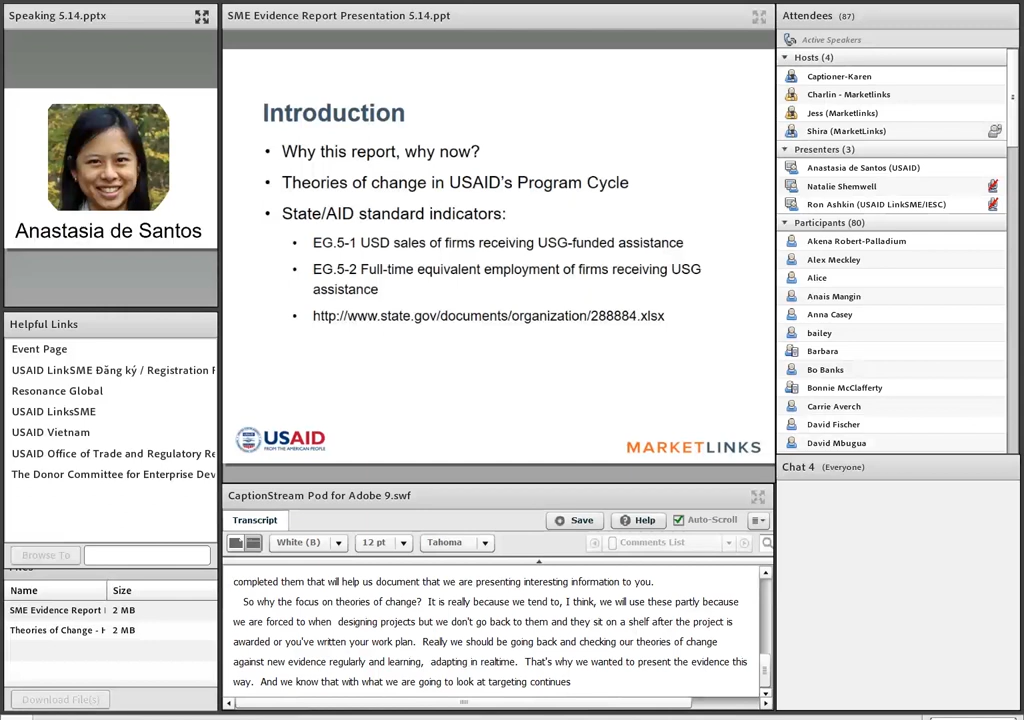 Speaking 5.14.pptx
Anastasia de Santos
Helpful Links
Event Page
USAID LinkSME Đăng ký / Registration F
Resonance Global
USAID LinksSME
USAID Vietnam
USAID Office of Trade and Regulatory Re
The Donor Committee for Enterprise Dev
Browse To
Name Size
SME Evidence Report 2 MB
Theories of Change - 2 MB
Download File(s)
SME Evidence Report Presentation 5.14.ppt
Introduction
• Why this report, why now?
• Theories of change in USAID's Program Cycle
• State/AID standard indicators:
• EG.5-1 USD sales of firms receiving USG-funded assistance
• EG.5-2 Full-time equivalent employment of firms receiving USG
assistance
• http://www.state.gov/documents/organization/288884.xlsx
USAID
FROM THE AMERICAN PEOPLE
MARKETLINKS
CaptionStream Pod for Adobe 9.swf
Transcript
Save
Help
Auto-Scroll
White (B)
12 pt
Tahoma
Comments List
completed them that will help us document that we are presenting interesting information to you.
So why the focus on theories of change? It is really because we tend to, I think, we will use these partly because
we are forced to when designing projects but we don't go back to them and they sit on a shelf after the project is
awarded or you've written your work plan. Really we should be going back and checking our theories of change
against new evidence regularly and learning, adapting in realtime. That's why we wanted to present the evidence this
way. And we know that with what we are going to look at targeting continues
Attendees (87)
Active Speakers
Hosts (4)
Captioner-Karen
Charlin - Marketlinks
Jess (Marketlinks)
Shira (MarketLinks)
Presenters (3)
Anastasia de Santos (USAID)
Natalie Shemwell
Ron Ashkin (USAID LinkSME/IESC)
Participants (80)
Akena Robert-Palladium
Alex Meckley
Alice
Anais Mangin
Anna Casey
bailey
Barbara
Bo Banks
Bonnie McClafferty
Carrie Averch
David Fischer
David Mbugua
Chat 4 (Everyone)